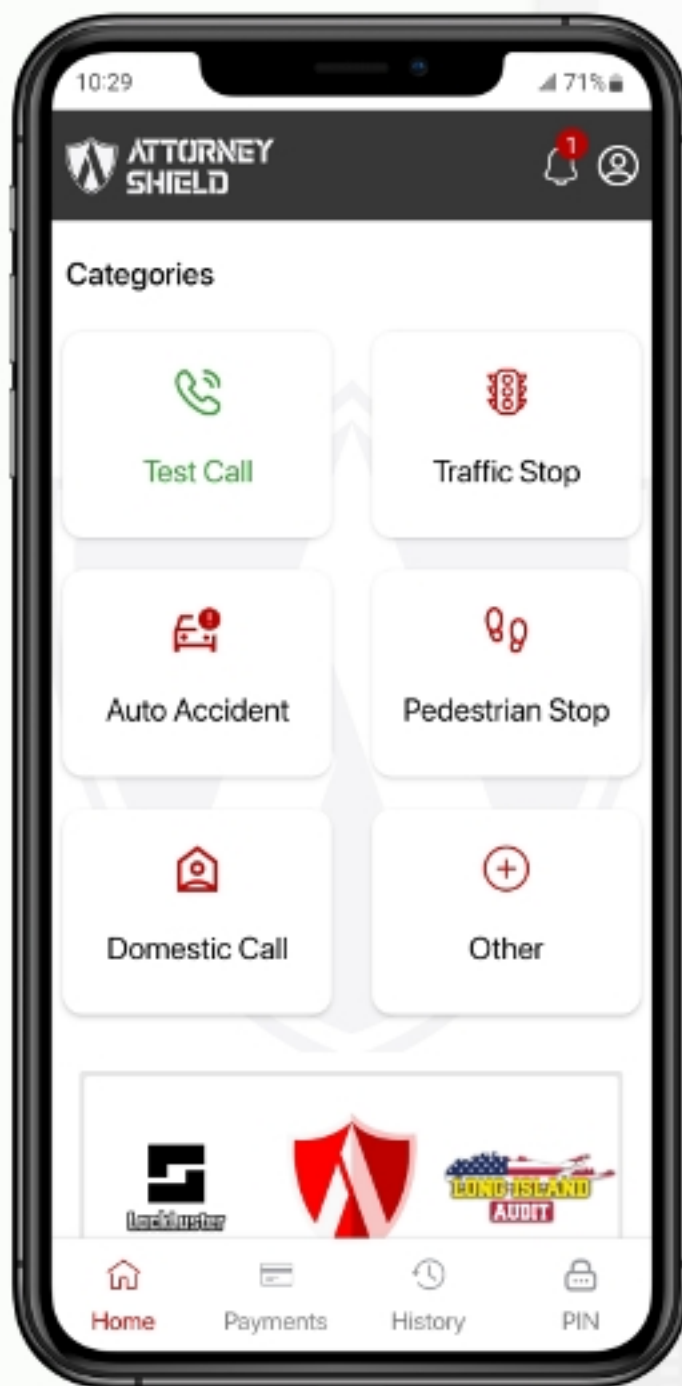 10:29
71%
ATTORNEY
SHIELD
1
Categories
Test Call
Traffic Stop
Auto Accident
Pedestrian Stop
Domestic Call
Other
Lackluster
LONG ISLAND
AUDIT
Home
Payments
History
PIN